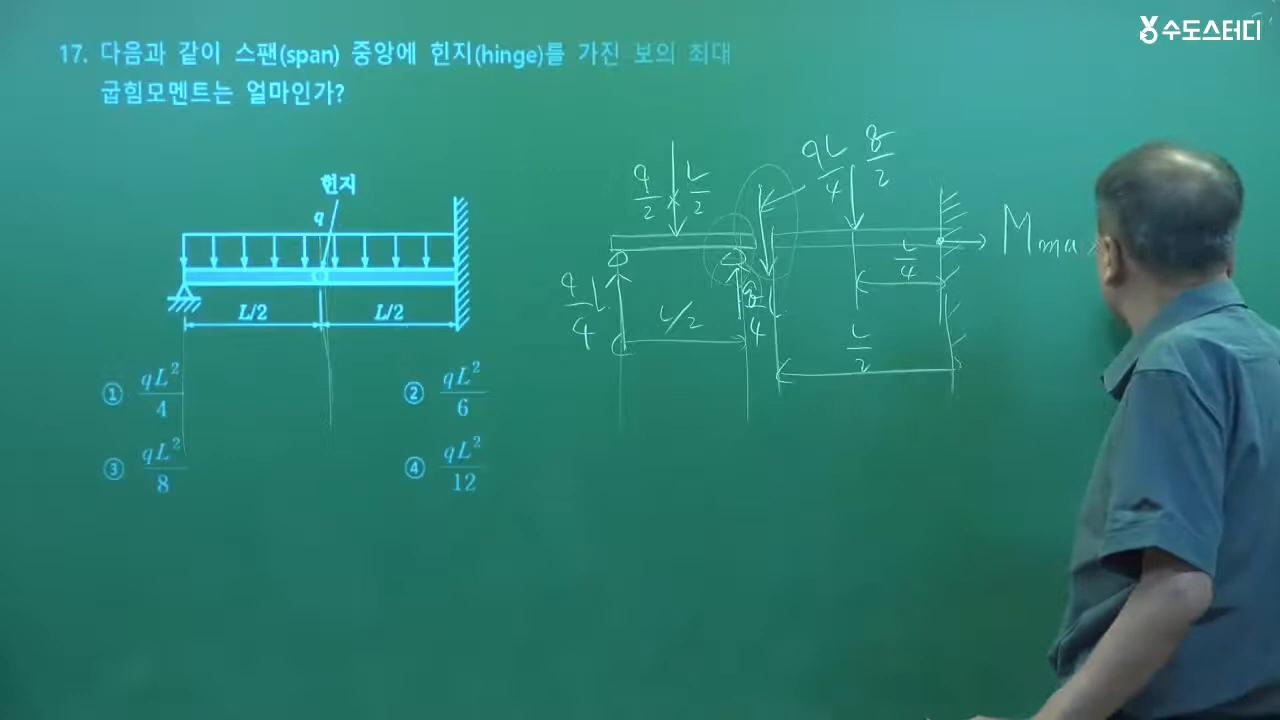 수도스터디
17. 다음과 같이 스팬(span) 중앙에 힌지(hinge)를 가진 보의 최대
굽힘모멘트는 얼마인가?
힌지
q
L/2 L/2
① qL²/4 ② qL²/6
③ qL²/8 ④ qL²/12
q/2 × L/2
qL/4 q/2
Mmax
L/4
q/4 L
L/2
L/2